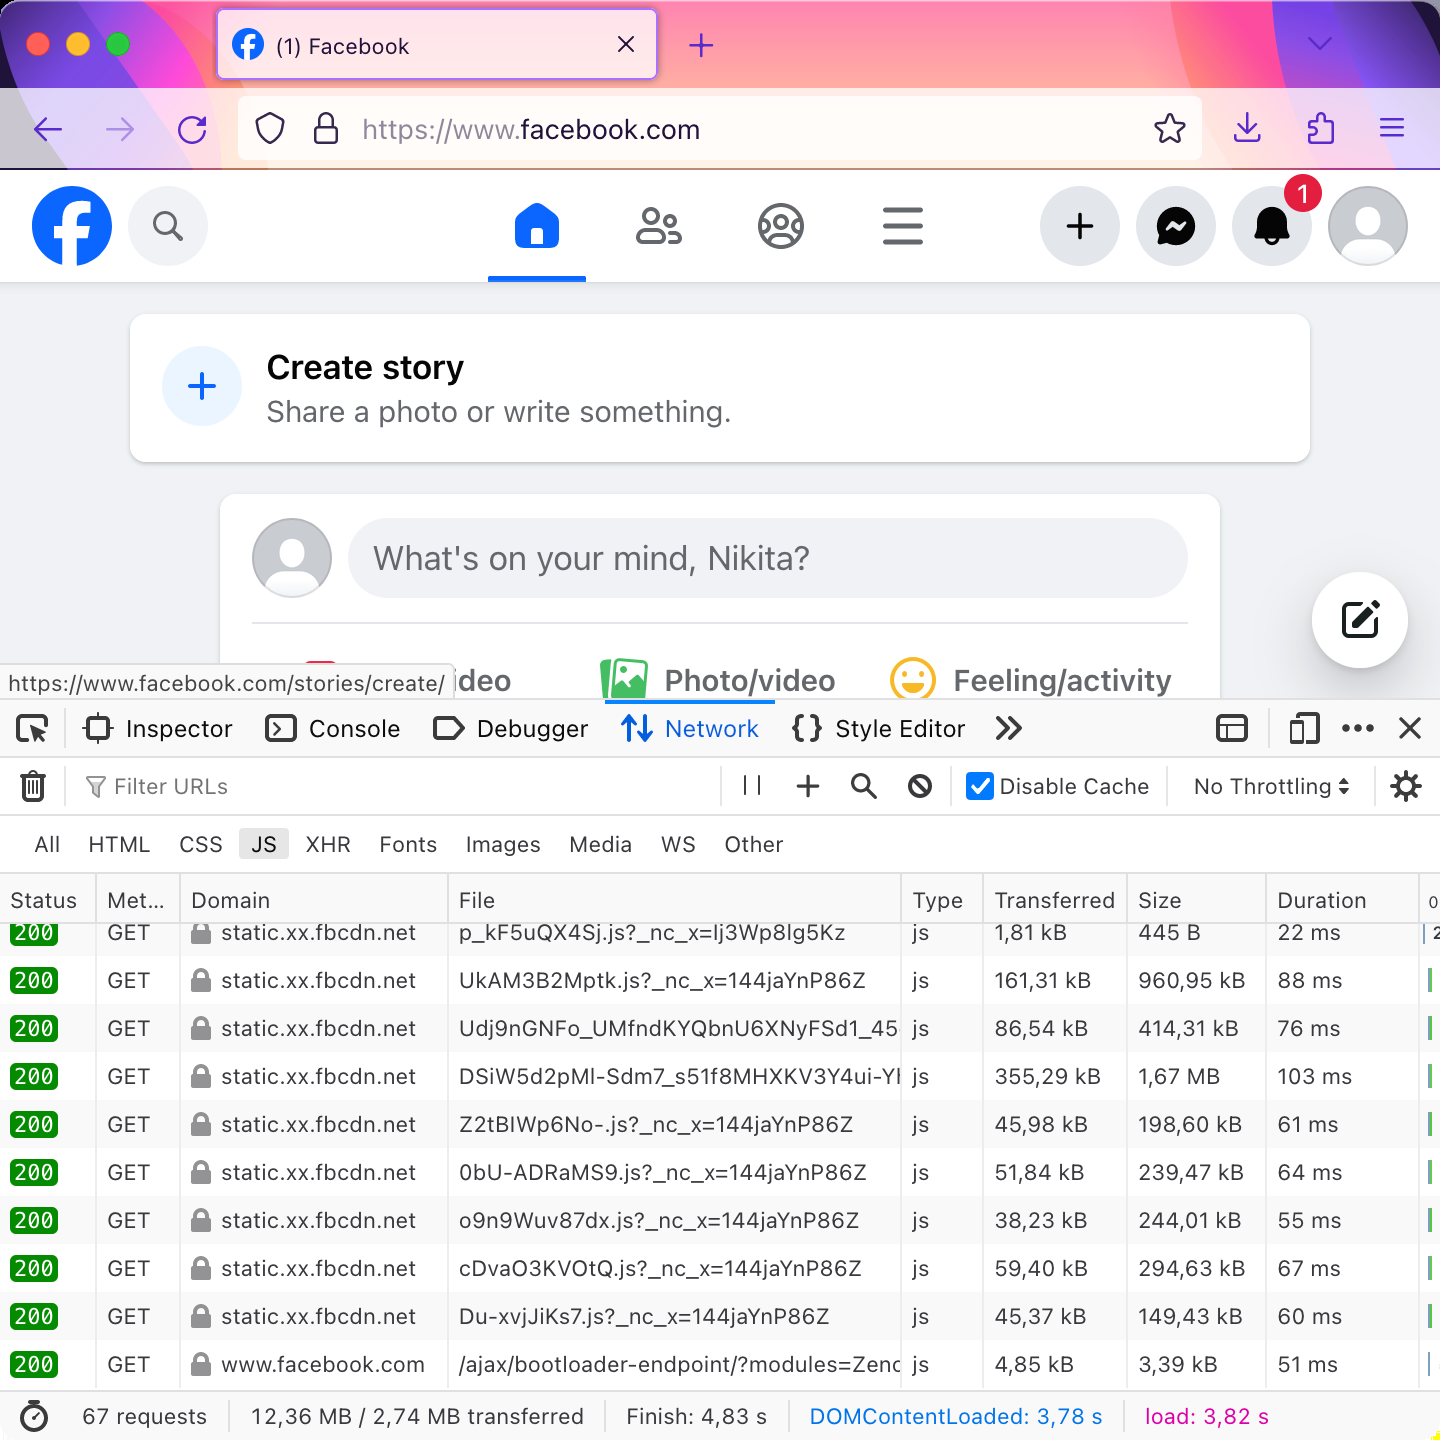 (1) Facebook
https://www.facebook.com
1
Create story
Share a photo or write something.
What's on your mind, Nikita?
ideo Photo/video Feeling/activity
https://www.facebook.com/stories/create/
Inspector Console Debugger Network Style Editor
Filter URLs Disable Cache No Throttling
All HTML CSS JS XHR Fonts Images Media WS Other
Status Met... Domain File Type Transferred Size Duration 0
200 GET static.xx.fbcdn.net p_kF5uQX4Sj.js?_nc_x=Ij3Wp8lg5Kz js 1,81 kB 445 B 22 ms 2
200 GET static.xx.fbcdn.net UkAM3B2Mptk.js?_nc_x=144jaYnP86Z js 161,31 kB 960,95 kB 88 ms
200 GET static.xx.fbcdn.net Udj9nGNFo_UMfndKYQbnU6XNyFSd1_45 js 86,54 kB 414,31 kB 76 ms
200 GET static.xx.fbcdn.net DSiW5d2pMl-Sdm7_s51f8MHXKV3Y4ui-Yl js 355,29 kB 1,67 MB 103 ms
200 GET static.xx.fbcdn.net Z2tBIWp6No-.js?_nc_x=144jaYnP86Z js 45,98 kB 198,60 kB 61 ms
200 GET static.xx.fbcdn.net 0bU-ADRaMS9.js?_nc_x=144jaYnP86Z js 51,84 kB 239,47 kB 64 ms
200 GET static.xx.fbcdn.net o9n9Wuv87dx.js?_nc_x=144jaYnP86Z js 38,23 kB 244,01 kB 55 ms
200 GET static.xx.fbcdn.net cDvaO3KVOtQ.js?_nc_x=144jaYnP86Z js 59,40 kB 294,63 kB 67 ms
200 GET static.xx.fbcdn.net Du-xvjJiKs7.js?_nc_x=144jaYnP86Z js 45,37 kB 149,43 kB 60 ms
200 GET www.facebook.com /ajax/bootloader-endpoint/?modules=Zenc js 4,85 kB 3,39 kB 51 ms
67 requests 12,36 MB / 2,74 MB transferred Finish: 4,83 s DOMContentLoaded: 3,78 s load: 3,82 s